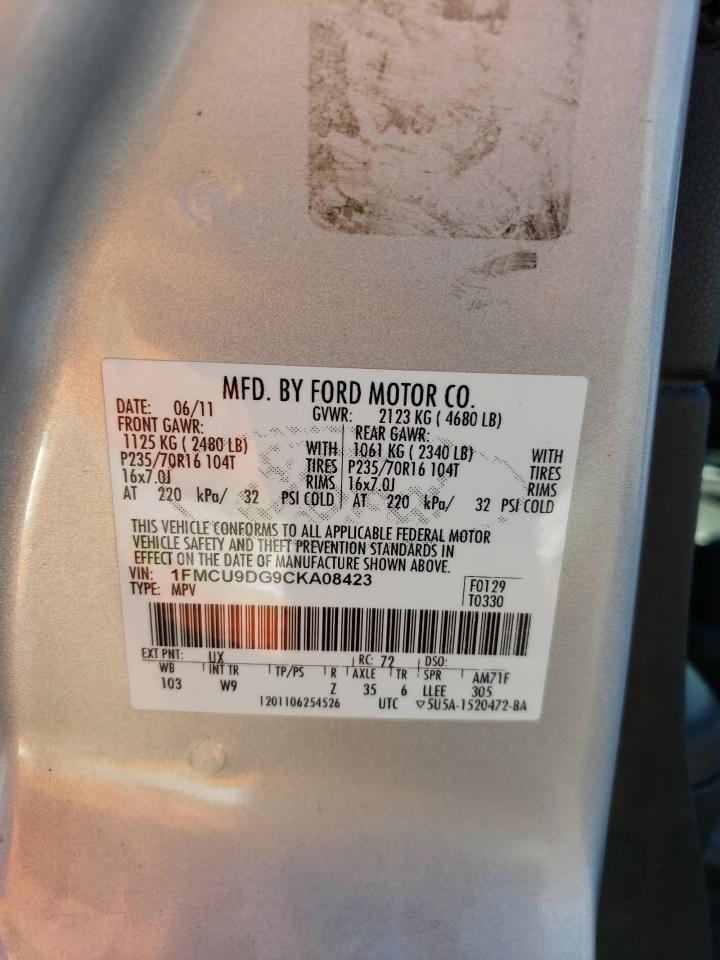 MFD. BY FORD MOTOR CO.
DATE: 06/11 GVWR: 2123 KG ( 4680 LB)
FRONT GAWR: REAR GAWR:
1125 KG ( 2480 LB) WITH 1061 KG ( 2340 LB) WITH
P235/70R16 104T TIRES P235/70R16 104T TIRES
16x7.0J RIMS 16x7.0J RIMS
AT 220 kPa/ 32 PSI COLD AT 220 kPa/ 32 PSI COLD
THIS VEHICLE CONFORMS TO ALL APPLICABLE FEDERAL MOTOR
VEHICLE SAFETY AND THEFT PREVENTION STANDARDS IN
EFFECT ON THE DATE OF MANUFACTURE SHOWN ABOVE.
VIN: 1FMCU9DG9CKA08423
TYPE: MPV F0129
T0330
EXT PNT: UX RC: 72 DSO:
WB INT TR TP/PS R AXLE TR SPR AM71F
103 W9 Z 35 6 LLEE 305
1201106254526 UTC ▽5U5A-1520472-BA